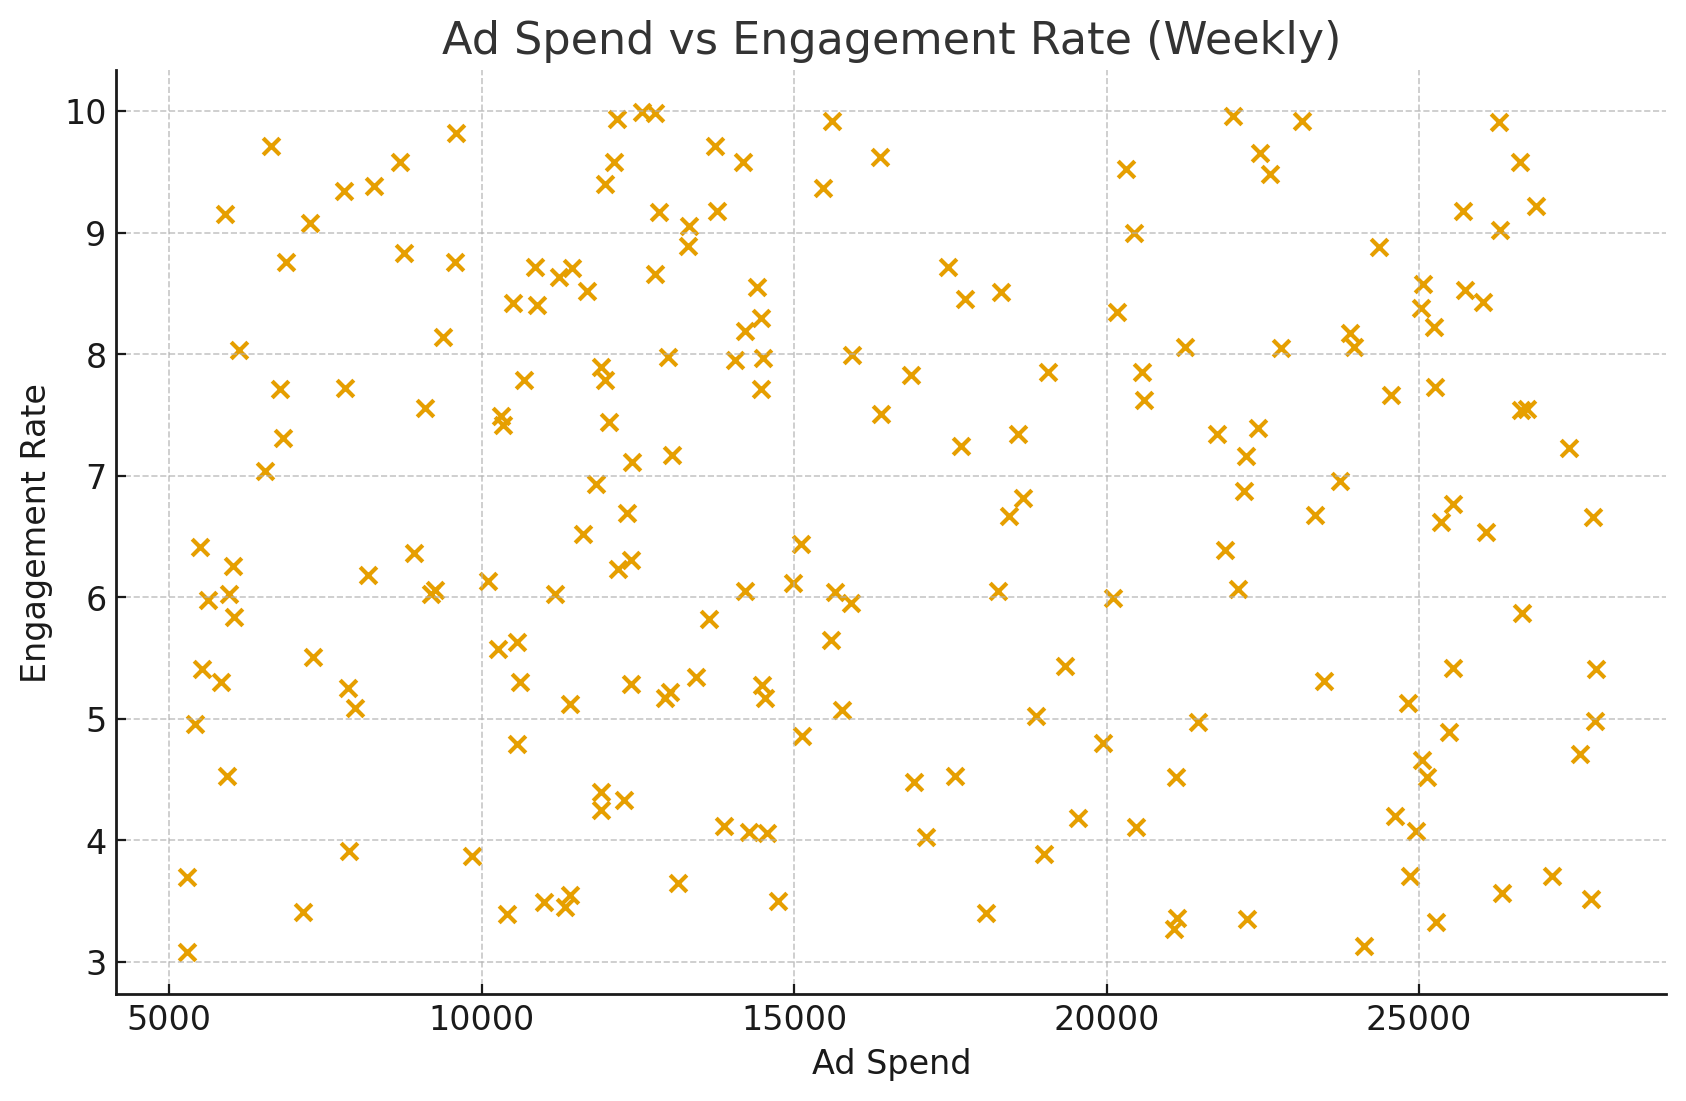 Ad Spend vs Engagement Rate (Weekly)
10
9
8
7
6
5
4
3
Engagement Rate
5000 10000 15000 20000 25000
Ad Spend